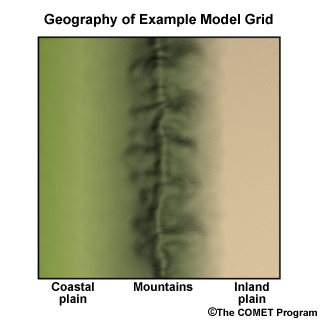 Geography of Example Model Grid
Coastal plain
Mountains
Inland plain
©The COMET Program